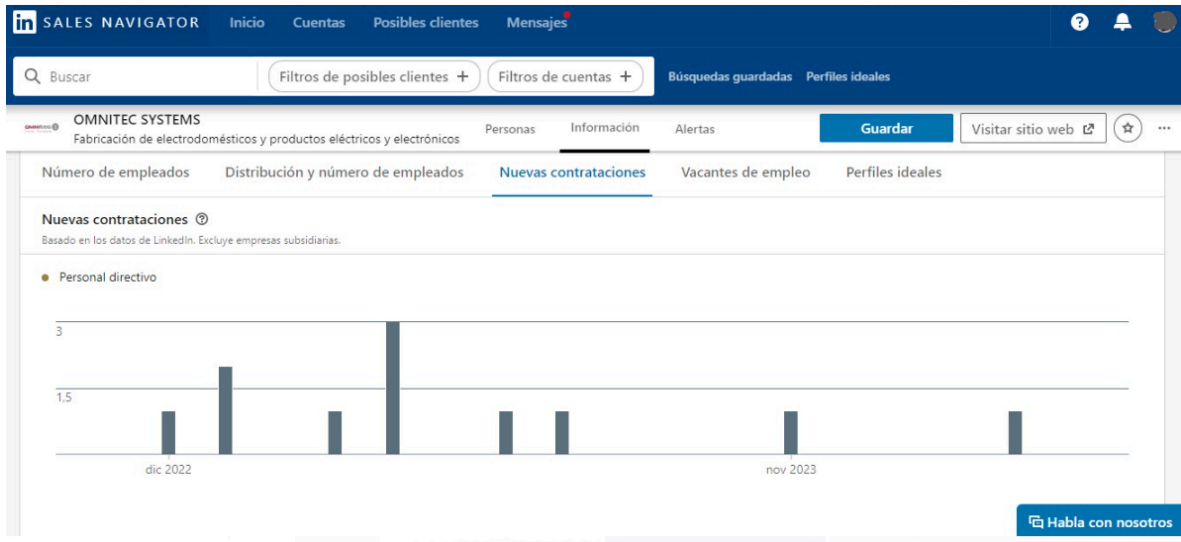 in SALES NAVIGATOR Inicio Cuentas Posibles clientes Mensajes
Buscar Filtros de posibles clientes + Filtros de cuentas + Búsquedas guardadas Perfiles ideales
OMNITEC SYSTEMS
Fabricación de electrodomésticos y productos eléctricos y electrónicos
Personas Información Alertas Guardar Visitar sitio web
Número de empleados Distribución y número de empleados Nuevas contrataciones Vacantes de empleo Perfiles ideales
Nuevas contrataciones
Basado en los datos de LinkedIn. Excluye empresas subsidiarias.
Personal directivo
3
1,5
dic 2022 nov 2023
Habla con nosotros